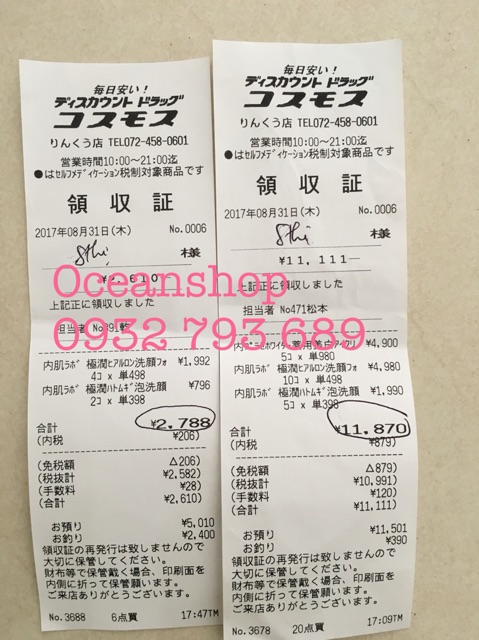 毎日安い!
ディスカウント ドラッグ
コスモス
りんくう店 TEL072-458-0601
営業時間10:00〜21:00迄
●はセルフメディケーション税制対象商品です
領 収 証
2017年08月31日(木) No.0006
様
¥2,610
上記正に領収しました
担当者
内肌ラボ 極潤ヒアルロン洗顔フォ ¥1,992
4コ × 単498
内肌ラボ 極潤ハトムギ泡洗顔 ¥796
2コ × 単398
合計 ¥2,788
(内税 ¥206)
(免税額 △206)
(税抜計 ¥2,582)
(手数料 ¥28)
(合計 ¥2,610)
お預り ¥5,010
お釣り ¥2,400
領収証の再発行は致しませんので
大切に保管してください。
財布等で保管戴く場合、印刷面を
内側に折って保管願います。
ご来店ありがとうございます。
No.3688 6点買 17:47TM
毎日安い!
ディスカウント ドラッグ
コスモス
りんくう店 TEL072-458-0601
営業時間10:00〜21:00迄
●はセルフメディケーション税制対象商品です
領 収 証
2017年08月31日(木) No.0006
様
¥11,111―
上記正に領収しました
担当者 No471松本
¥4,900
5コ × 単980
内肌ラボ 極潤ヒアルロン洗顔フォ ¥4,980
10コ × 単498
内肌ラボ 極潤ハトムギ泡洗顔 ¥1,990
5コ × 単398
合計 ¥11,870
(内税 ¥879)
(免税額 △879)
(税抜計 ¥10,991)
(手数料 ¥120)
(合計 ¥11,111)
お預り ¥11,501
お釣り ¥390
領収証の再発行は致しませんので
大切に保管してください。
財布等で保管戴く場合、印刷面を
内側に折って保管願います。
ご来店ありがとうございます。
No.3678 20点買 17:09TM
Oceanshop
0932 793 689